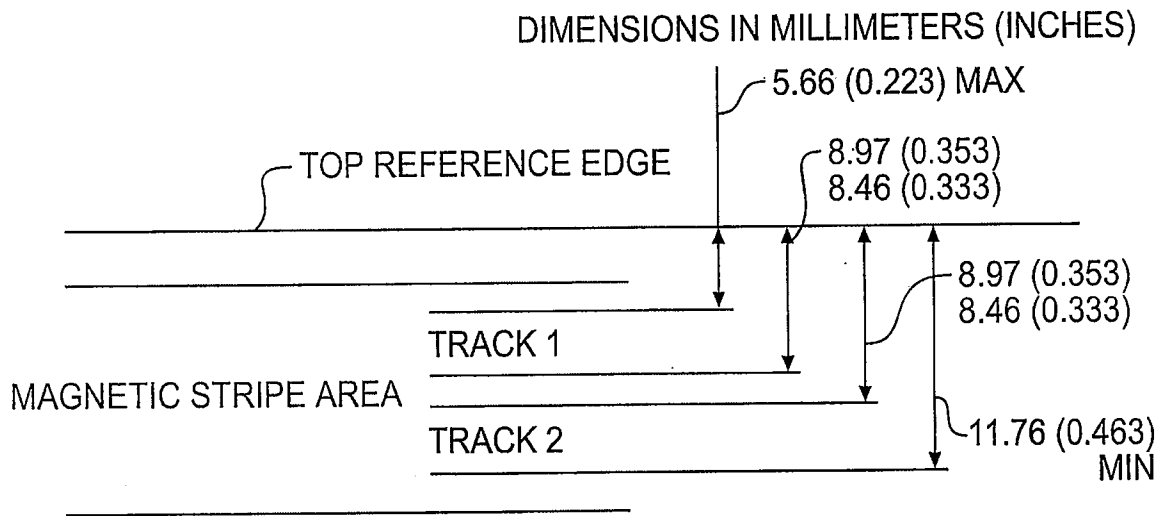 DIMENSIONS IN MILLIMETERS (INCHES)
5.66 (0.223) MAX
TOP REFERENCE EDGE
8.97 (0.353)
8.46 (0.333)
8.97 (0.353)
8.46 (0.333)
TRACK 1
MAGNETIC STRIPE AREA
TRACK 2
11.76 (0.463)
MIN